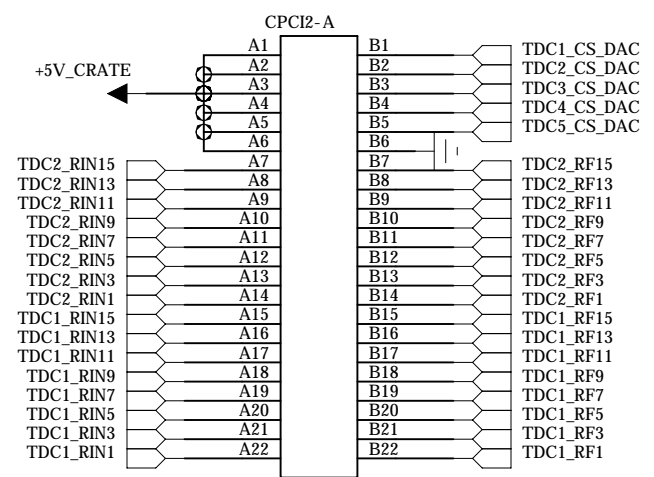 CPCI2-A
A1 B1 TDC1_CS_DAC
+5V_CRATE A2 B2 TDC2_CS_DAC
A3 B3 TDC3_CS_DAC
A4 B4 TDC4_CS_DAC
A5 B5 TDC5_CS_DAC
A6 B6
TDC2_RIN15 A7 B7 TDC2_RF15
TDC2_RIN13 A8 B8 TDC2_RF13
TDC2_RIN11 A9 B9 TDC2_RF11
TDC2_RIN9 A10 B10 TDC2_RF9
TDC2_RIN7 A11 B11 TDC2_RF7
TDC2_RIN5 A12 B12 TDC2_RF5
TDC2_RIN3 A13 B13 TDC2_RF3
TDC2_RIN1 A14 B14 TDC2_RF1
TDC1_RIN15 A15 B15 TDC1_RF15
TDC1_RIN13 A16 B16 TDC1_RF13
TDC1_RIN11 A17 B17 TDC1_RF11
TDC1_RIN9 A18 B18 TDC1_RF9
TDC1_RIN7 A19 B19 TDC1_RF7
TDC1_RIN5 A20 B20 TDC1_RF5
TDC1_RIN3 A21 B21 TDC1_RF3
TDC1_RIN1 A22 B22 TDC1_RF1